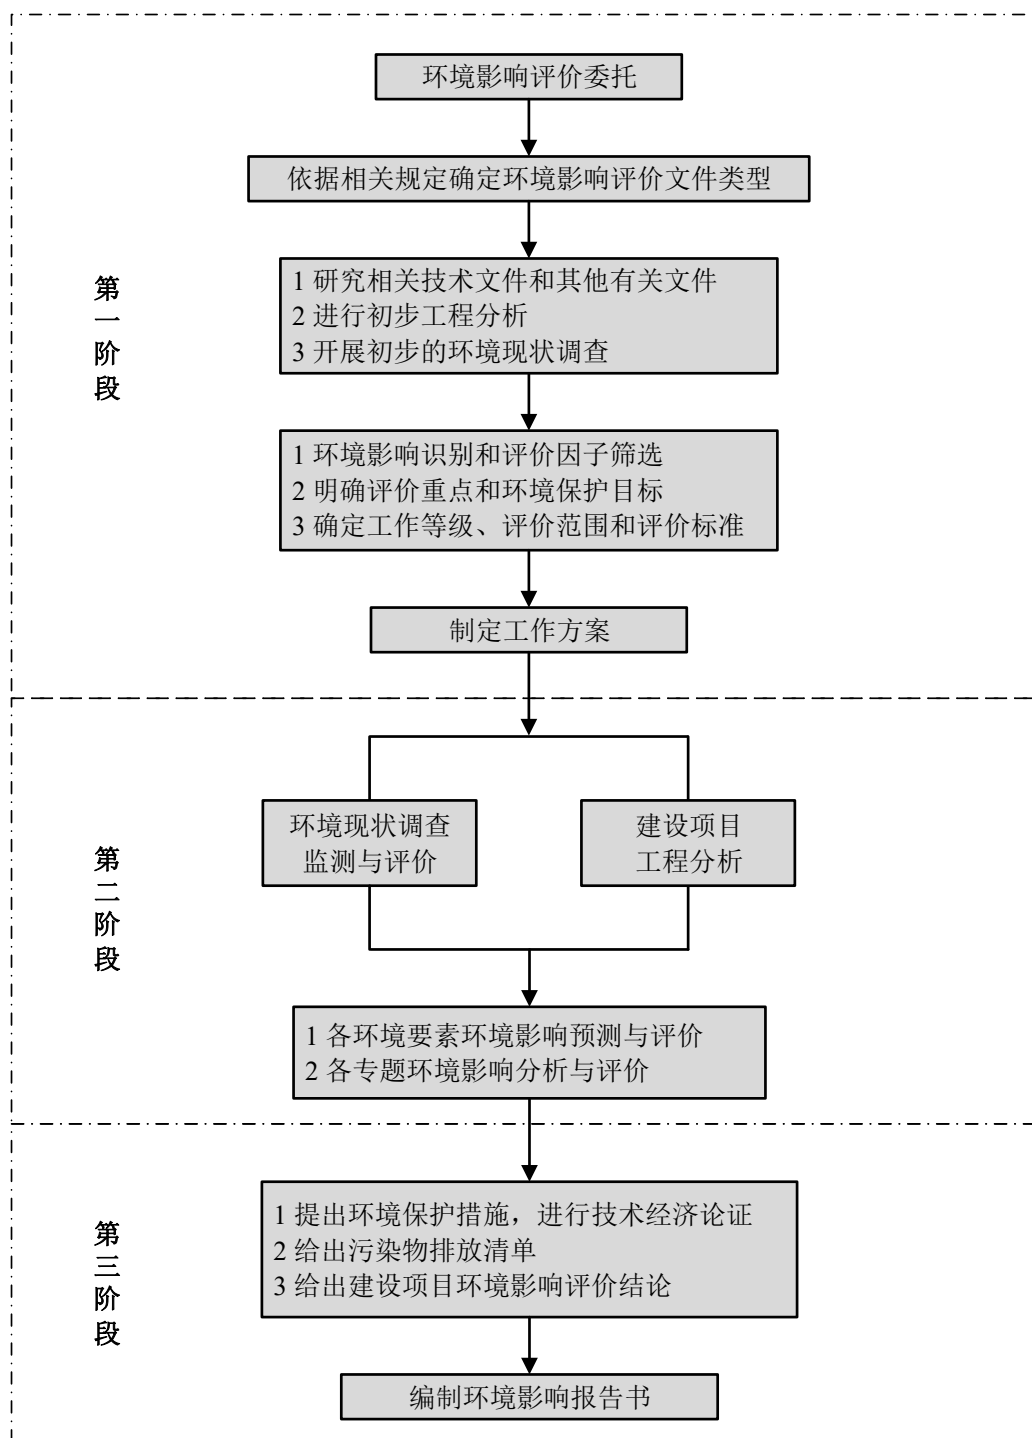 环境影响评价委托
依据相关规定确定环境影响评价文件类型
第一阶段
1 研究相关技术文件和其他有关文件
2 进行初步工程分析
3 开展初步的环境现状调查
1 环境影响识别和评价因子筛选
2 明确评价重点和环境保护目标
3 确定工作等级、评价范围和评价标准
制定工作方案
第二阶段
环境现状调查
监测与评价
建设项目
工程分析
1 各环境要素环境影响预测与评价
2 各专题环境影响分析与评价
第三阶段
1 提出环境保护措施，进行技术经济论证
2 给出污染物排放清单
3 给出建设项目环境影响评价结论
编制环境影响报告书